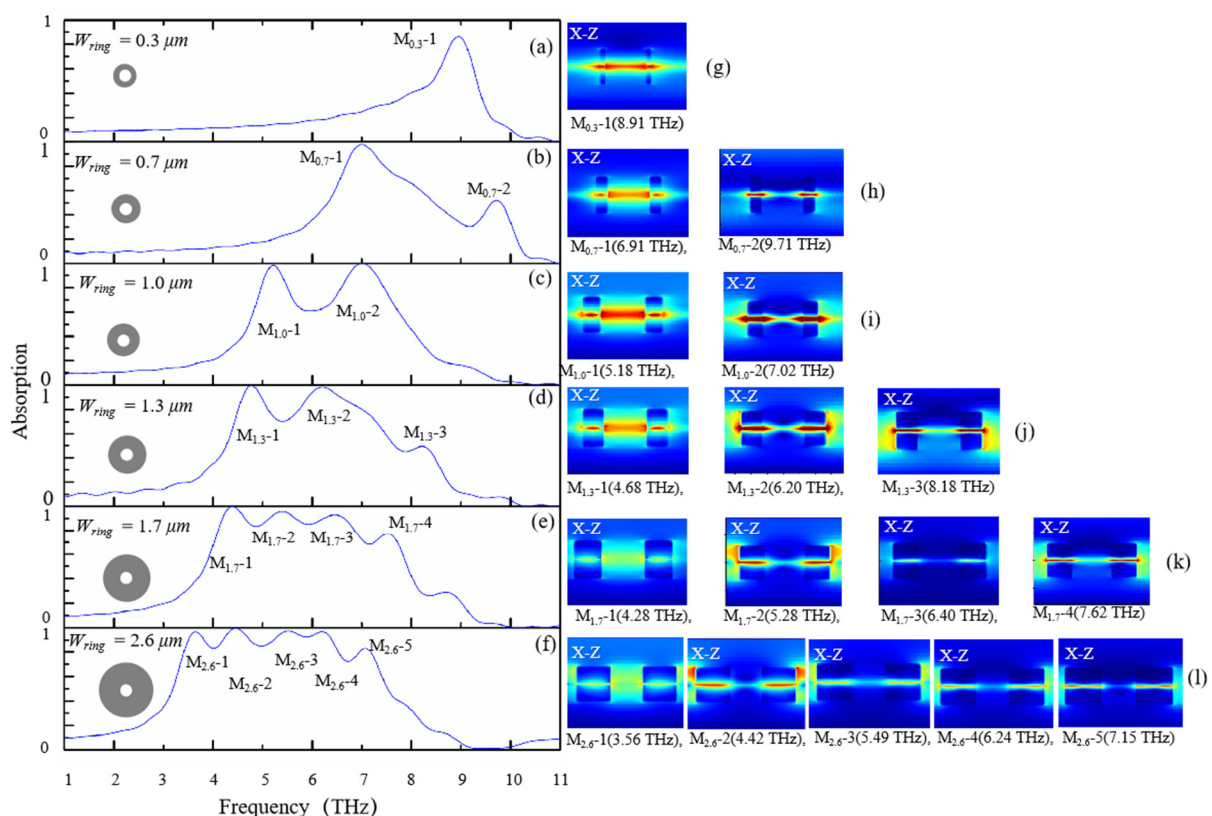 1
W_ring = 0.3 μm
M_0.3-1
(a)
0
X-Z
(g)
M_0.3-1(8.91 THz)
1
W_ring = 0.7 μm
M_0.7-1
M_0.7-2
(b)
0
X-Z
X-Z
(h)
M_0.7-1(6.91 THz),
M_0.7-2(9.71 THz)
1
W_ring = 1.0 μm
M_1.0-1
M_1.0-2
(c)
0
X-Z
X-Z
(i)
M_1.0-1(5.18 THz),
M_1.0-2(7.02 THz)
1
W_ring = 1.3 μm
M_1.3-1
M_1.3-2
M_1.3-3
(d)
0
X-Z
X-Z
X-Z
(j)
M_1.3-1(4.68 THz),
M_1.3-2(6.20 THz),
M_1.3-3(8.18 THz)
1
W_ring = 1.7 μm
M_1.7-1
M_1.7-2
M_1.7-3
M_1.7-4
(e)
0
X-Z
X-Z
X-Z
X-Z
(k)
M_1.7-1(4.28 THz),
M_1.7-2(5.28 THz),
M_1.7-3(6.40 THz),
M_1.7-4(7.62 THz)
1
W_ring = 2.6 μm
M_2.6-1
M_2.6-2
M_2.6-3
M_2.6-4
M_2.6-5
(f)
0
X-Z
X-Z
X-Z
X-Z
X-Z
(l)
M_2.6-1(3.56 THz),
M_2.6-2(4.42 THz),
M_2.6-3(5.49 THz),
M_2.6-4(6.24 THz),
M_2.6-5(7.15 THz)
Absorption
1 2 3 4 5 6 7 8 9 10 11
Frequency (THz)